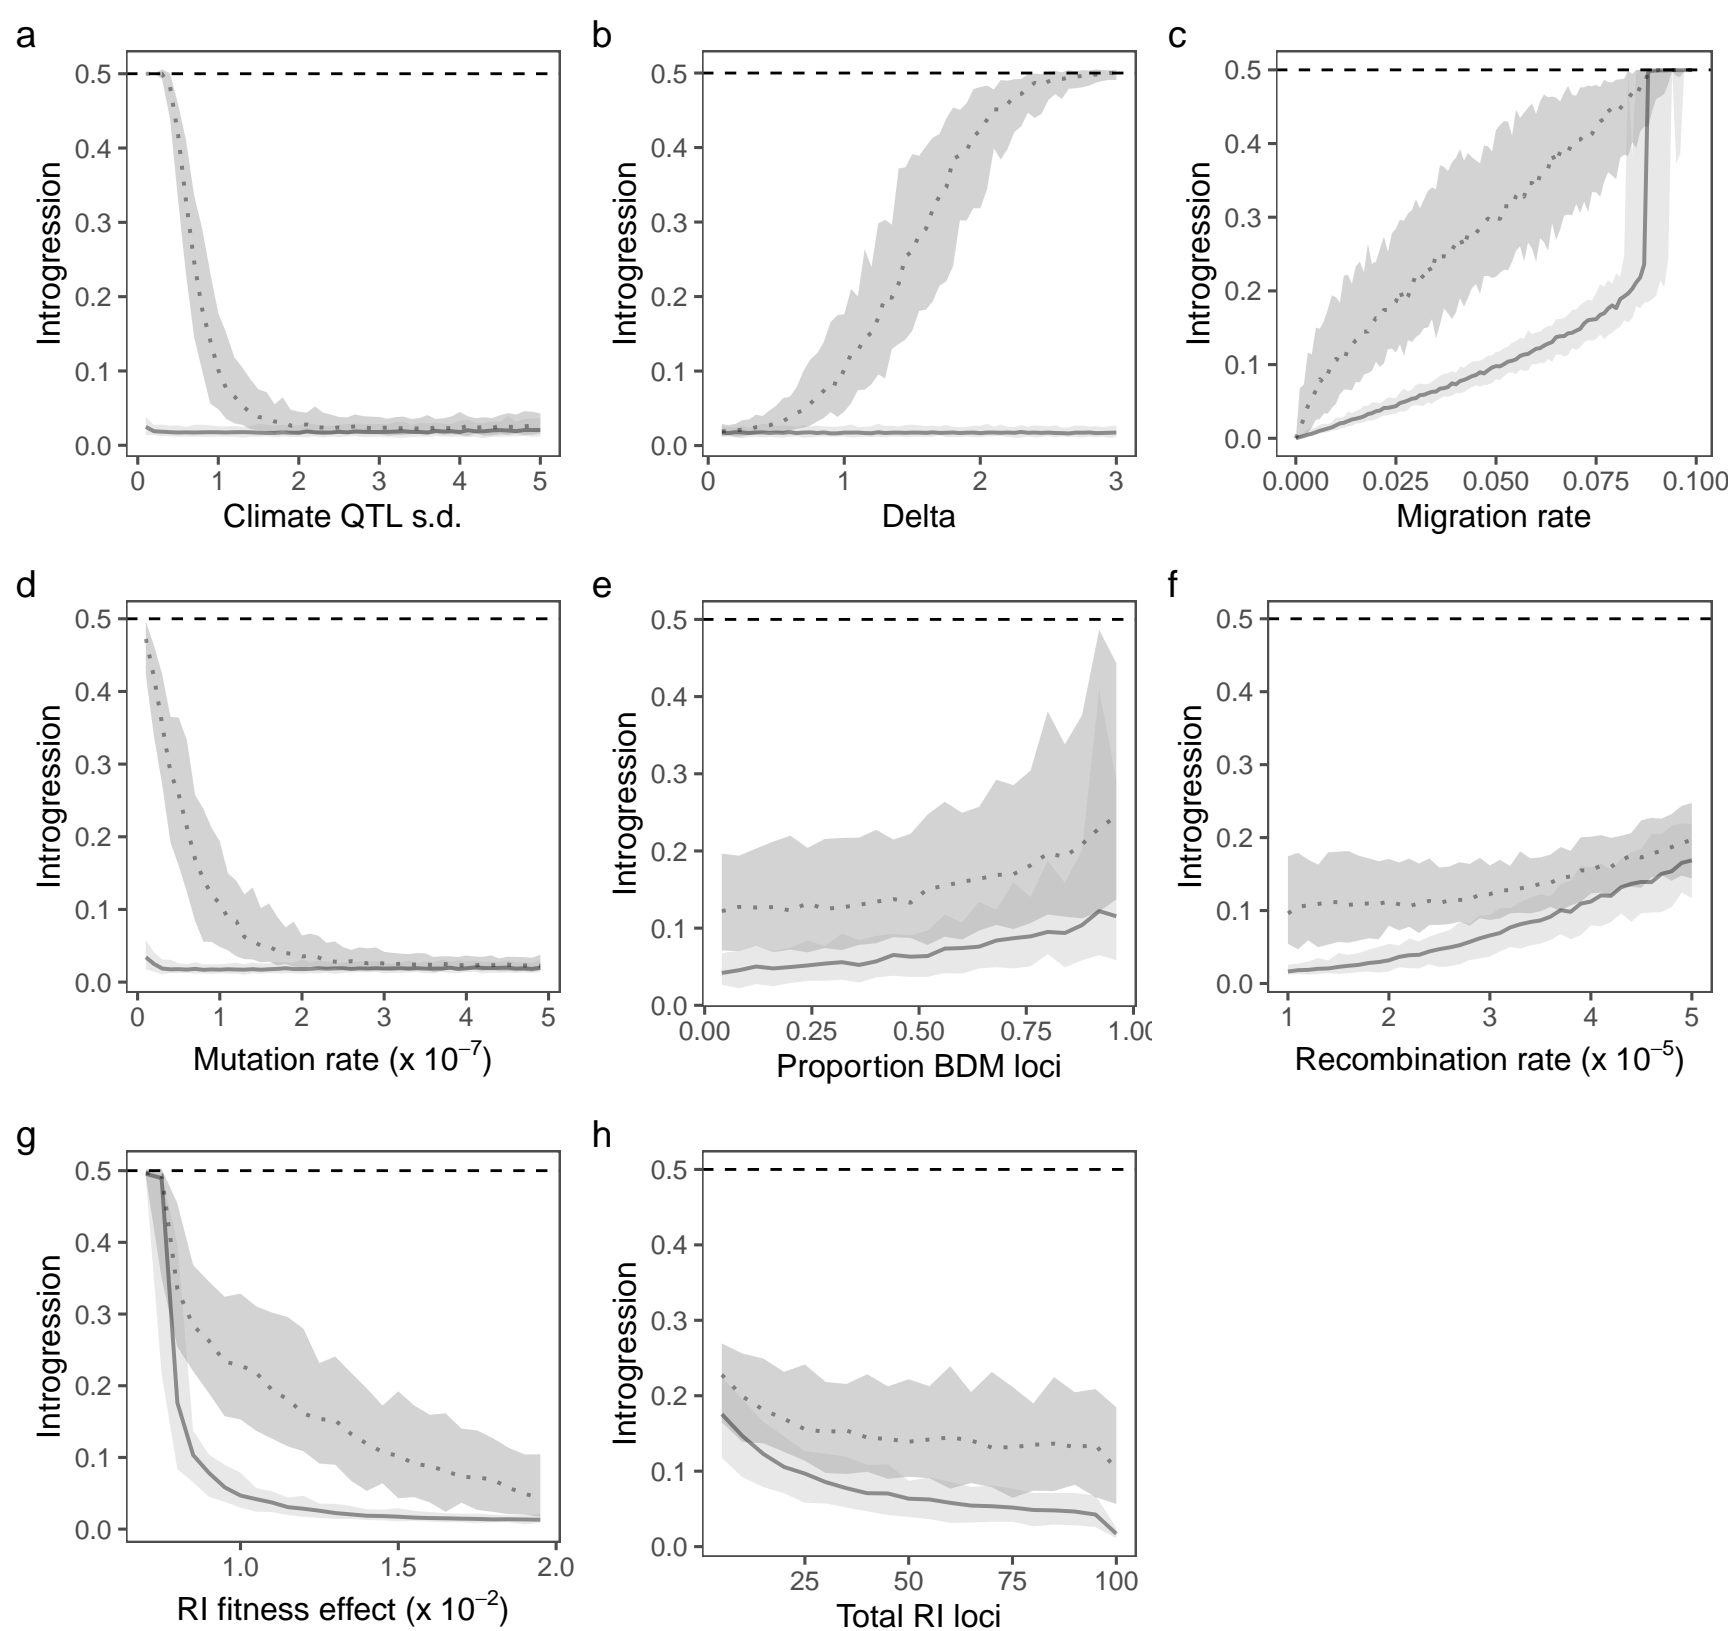 a
0.5
0.4
0.3
0.2
0.1
0.0
Introgression
0 1 2 3 4 5
Climate QTL s.d.
b
0.5
0.4
0.3
0.2
0.1
0.0
Introgression
0 1 2 3
Delta
c
0.5
0.4
0.3
0.2
0.1
0.0
Introgression
0.000 0.025 0.050 0.075 0.100
Migration rate
d
0.5
0.4
0.3
0.2
0.1
0.0
Introgression
0 1 2 3 4 5
Mutation rate (x 10⁻⁷)
e
0.5
0.4
0.3
0.2
0.1
0.0
Introgression
0.00 0.25 0.50 0.75 1.00
Proportion BDM loci
f
0.5
0.4
0.3
0.2
0.1
0.0
Introgression
1 2 3 4 5
Recombination rate (x 10⁻⁵)
g
0.5
0.4
0.3
0.2
0.1
0.0
Introgression
1.0 1.5 2.0
RI fitness effect (x 10⁻²)
h
0.5
0.4
0.3
0.2
0.1
0.0
Introgression
25 50 75 100
Total RI loci